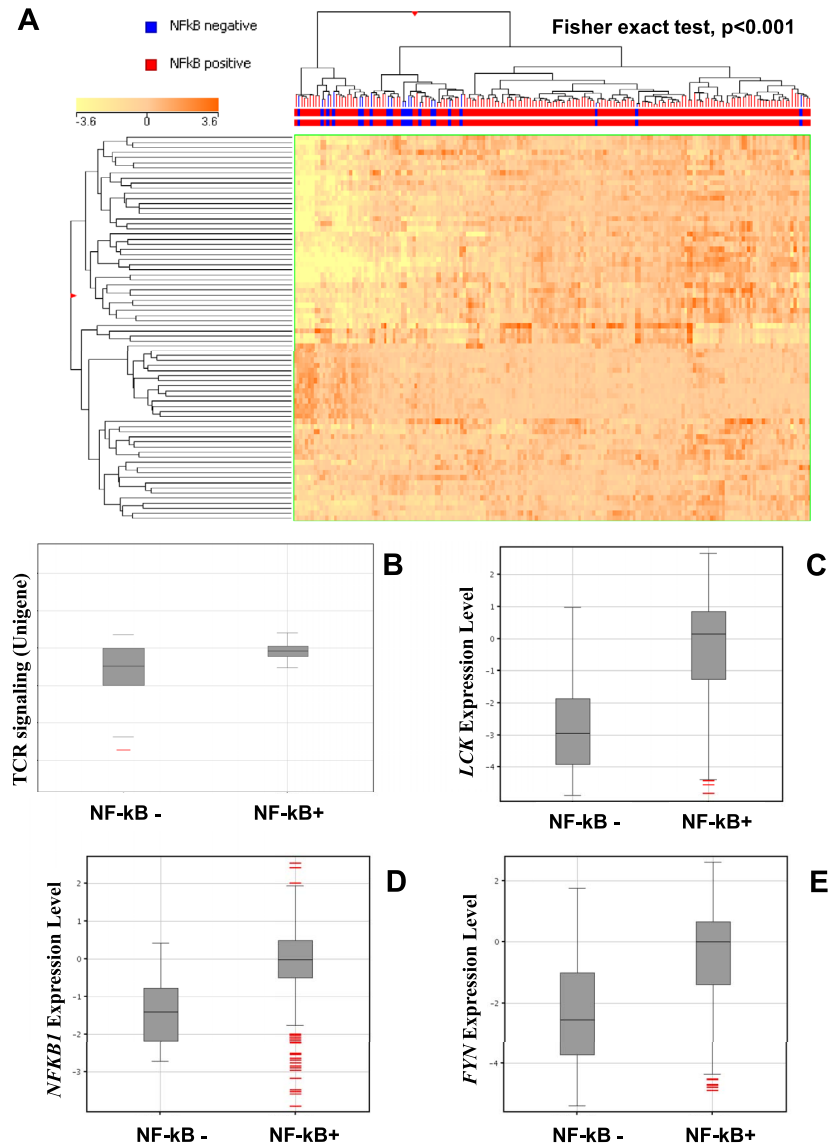 A
NFkB negative
Fisher exact test, p<0.001
NFkB positive
-3.6 0 3.6
B
TCR signaling (Unigene)
NF-kB - NF-kB+
C
LCK Expression Level
2
1
0
-1
-2
-3
-4
NF-kB - NF-kB+
D
NFKB1 Expression Level
2
1
0
-1
-2
-3
NF-kB - NF-kB+
E
FYN Expression Level
2
0
-2
-4
NF-kB - NF-kB+